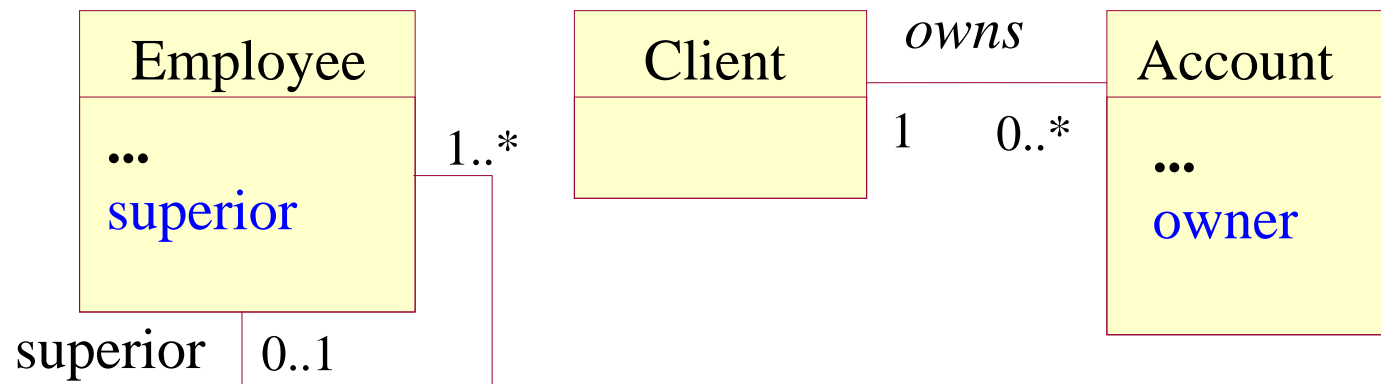 Employee
...
superior
1..*
superior
0..1
Client
owns
1
0..*
Account
...
owner